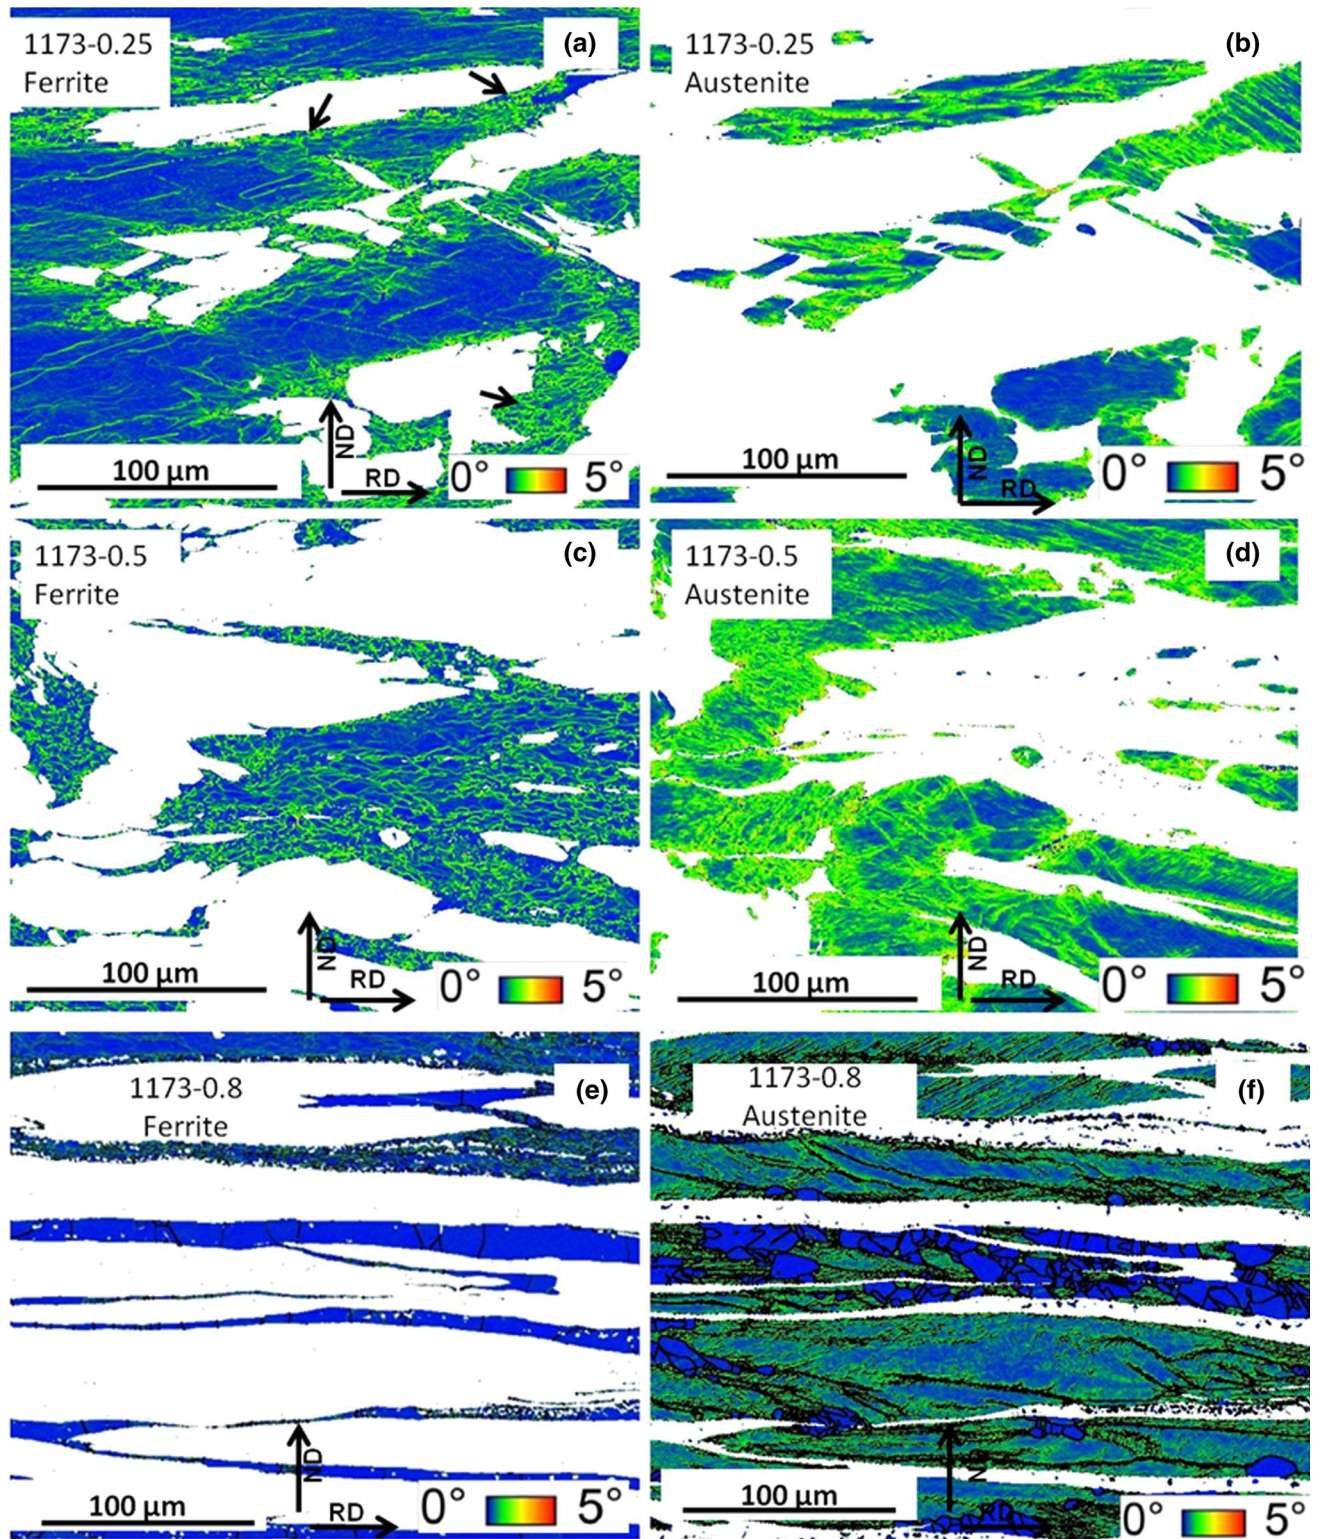 1173-0.25
Ferrite
(a)
ND
100 µm
RD
0°
5°
1173-0.25
Austenite
(b)
ND
100 µm
RD
0°
5°
1173-0.5
Ferrite
(c)
ND
100 µm
RD
0°
5°
1173-0.5
Austenite
(d)
ND
100 µm
RD
0°
5°
1173-0.8
Ferrite
(e)
ND
100 µm
RD
0°
5°
1173-0.8
Austenite
(f)
ND
100 µm
RD
0°
5°